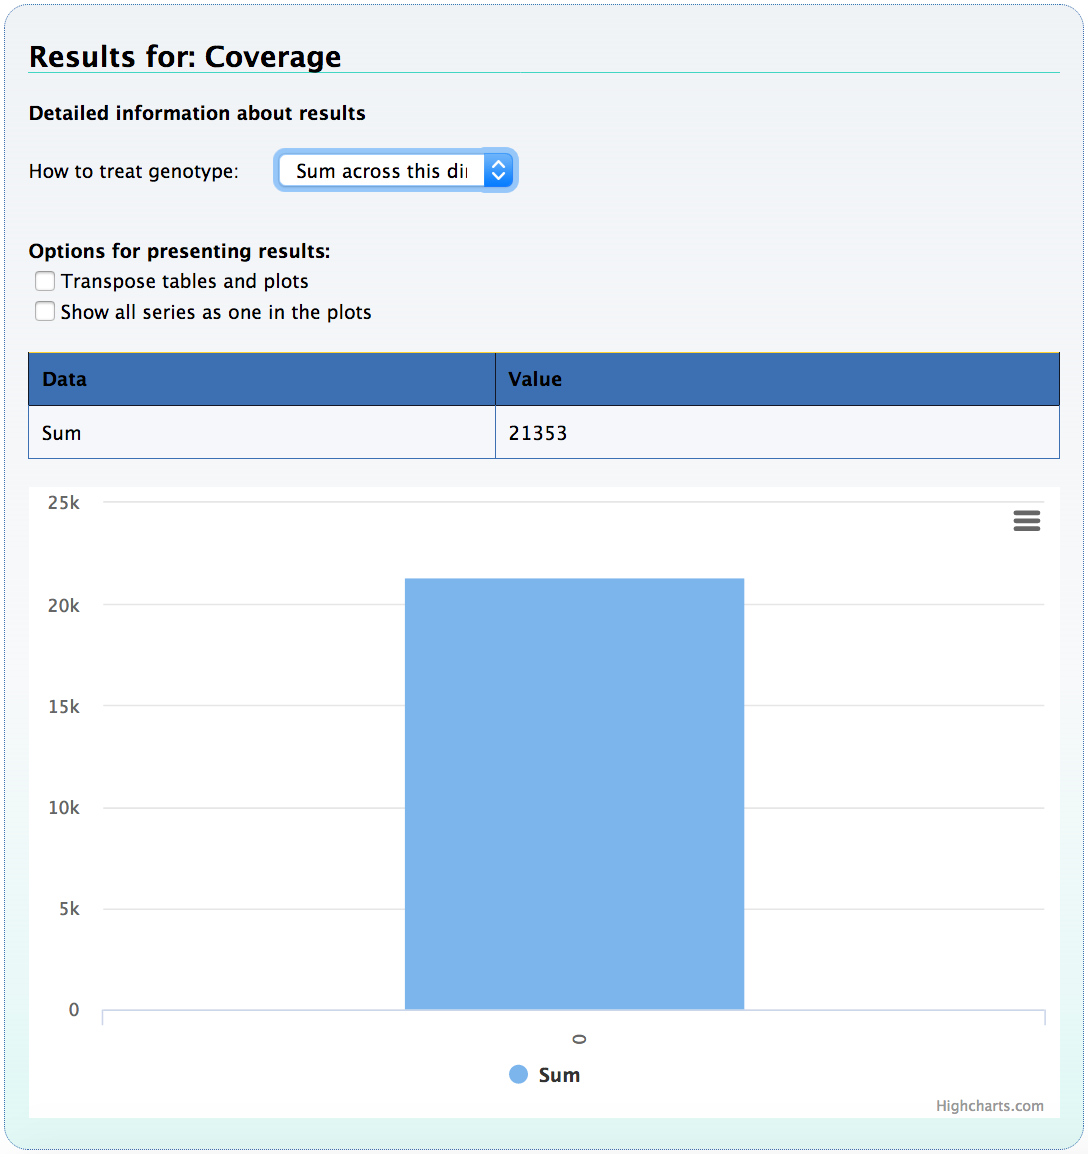 Results for: Coverage
Detailed information about results
How to treat genotype: Sum across this di
Options for presenting results:
Transpose tables and plots
Show all series as one in the plots
Data Value
Sum 21353
25k
20k
15k
10k
5k
0
0
Sum
Highcharts.com